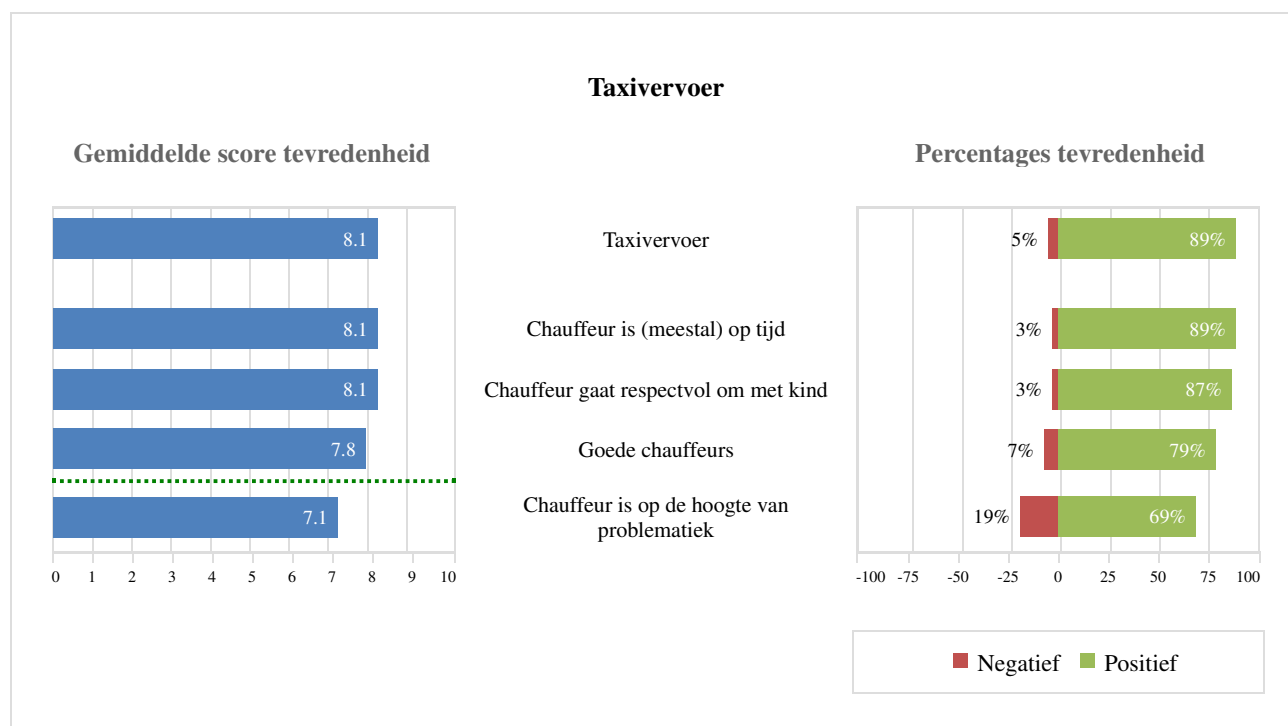 Taxivervoer
Gemiddelde score tevredenheid
Percentages tevredenheid
8.1
Taxivervoer
5%
89%
8.1
Chauffeur is (meestal) op tijd
3%
89%
8.1
Chauffeur gaat respectvol om met kind
3%
87%
7.8
Goede chauffeurs
7%
79%
7.1
Chauffeur is op de hoogte van
problematiek
19%
69%
0 1 2 3 4 5 6 7 8 9 10
-100 -75 -50 -25 0 25 50 75 100
Negatief Positief